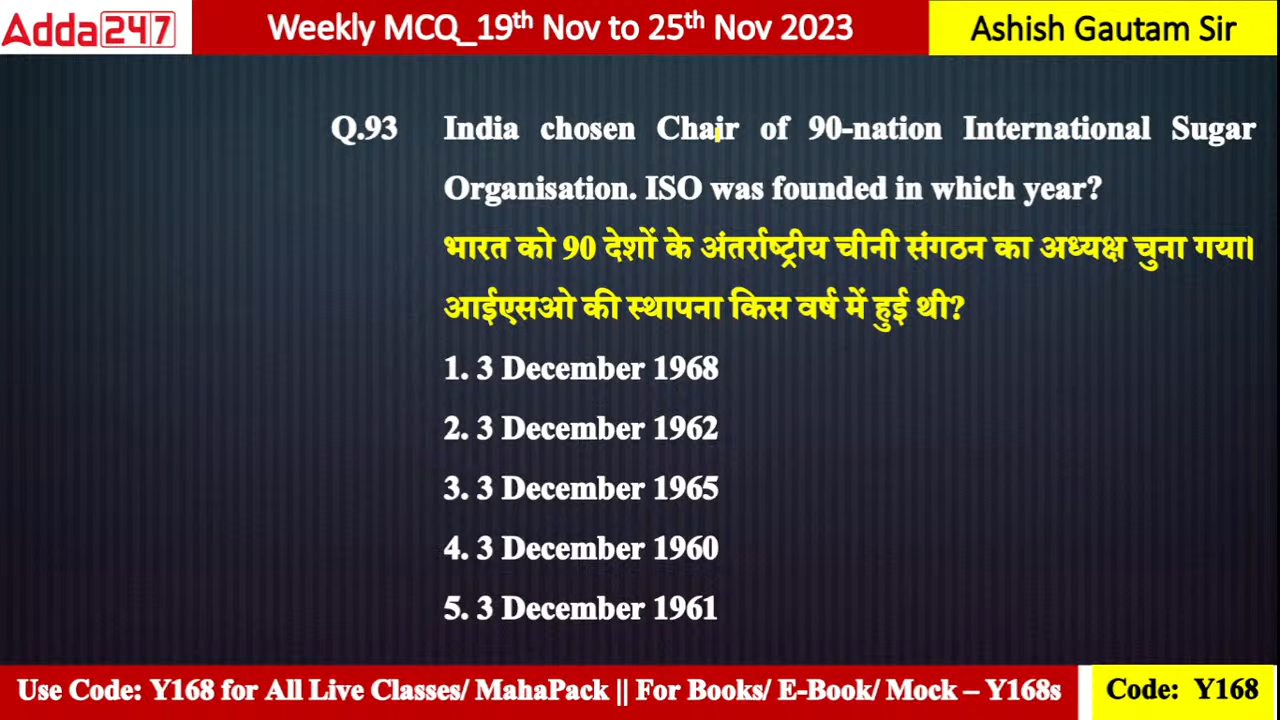 Adda247
Weekly MCQ_19th Nov to 25th Nov 2023
Ashish Gautam Sir
Q.93 India chosen Chair of 90-nation International Sugar
Organisation. ISO was founded in which year?
भारत को 90 देशों के अंतर्राष्ट्रीय चीनी संगठन का अध्यक्ष चुना गया।
आईएसओ की स्थापना किस वर्ष में हुई थी?
1. 3 December 1968
2. 3 December 1962
3. 3 December 1965
4. 3 December 1960
5. 3 December 1961
Use Code: Y168 for All Live Classes/ MahaPack || For Books/ E-Book/ Mock – Y168s
Code: Y168